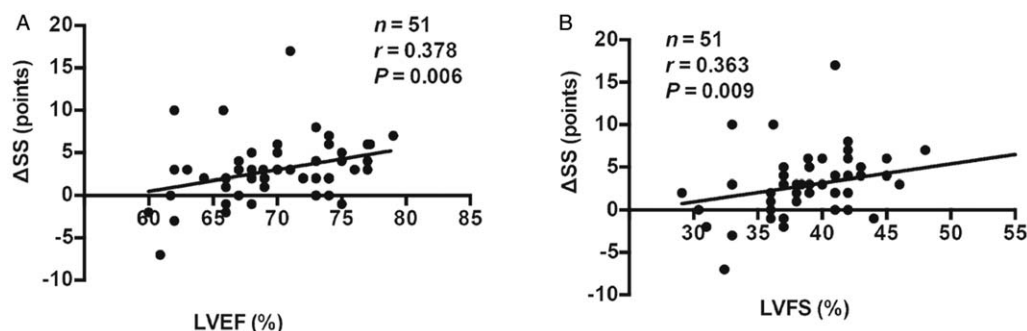 A
n = 51
r = 0.378
P = 0.006
ΔSS (points)
20
15
10
5
0
-5
-10
60
65
70
75
80
85
LVEF (%)
B
n = 51
r = 0.363
P = 0.009
ΔSS (points)
20
15
10
5
0
-5
-10
30
35
40
45
50
55
LVFS (%)